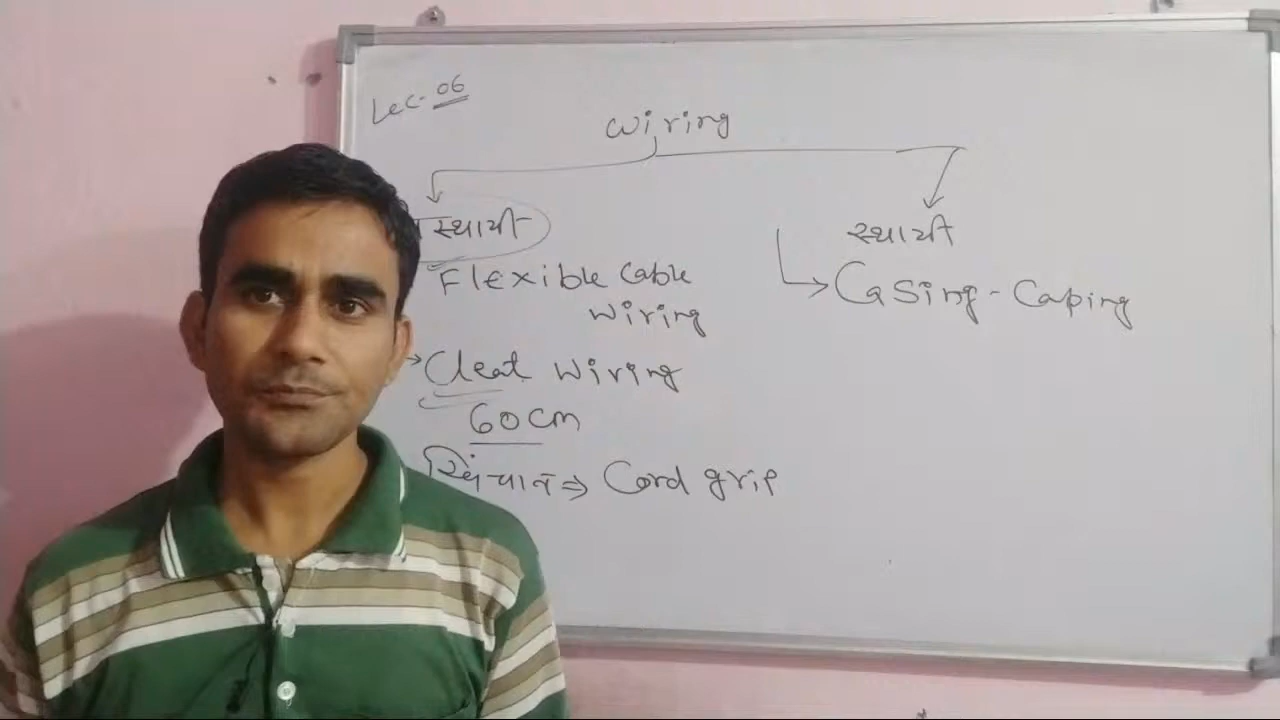 Lec-06
wiring
स्थायी
स्थायी
Flexible Cable
wiring
Casing-Caping
Cleat wiring
60cm
खिंचाव⇒ Cord grip